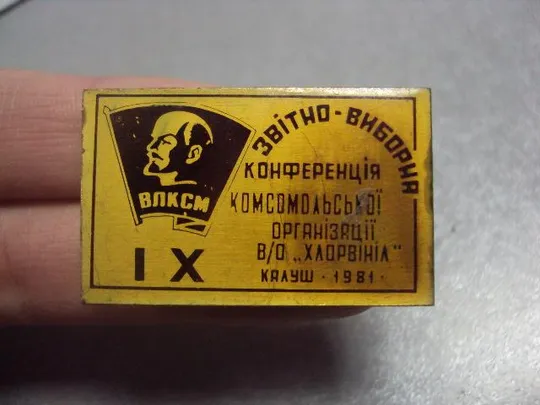 ЗВІТНО-ВИБОРНА
КОНФЕРЕНЦІЯ
КОМСОМОЛЬСЬКОЇ
ОРГАНІЗАЦІЇ
В/О „ХЛОРВІНІЛ"
КАЛУШ · 1981 ·
ВЛКСМ
IX